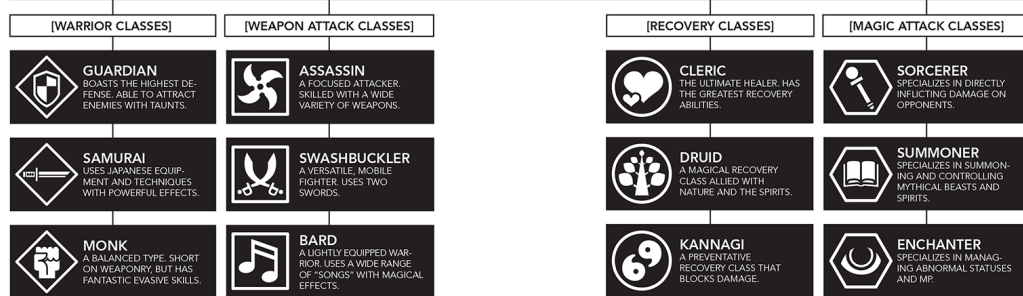 [WARRIOR CLASSES]
GUARDIAN
BOASTS THE HIGHEST DE-
FENSE. ABLE TO ATTRACT
ENEMIES WITH TAUNTS.
SAMURAI
USES JAPANESE EQUIP-
MENT AND TECHNIQUES
WITH POWERFUL EFFECTS.
MONK
A BALANCED TYPE. SHORT
ON WEAPONRY, BUT HAS
FANTASTIC EVASIVE SKILLS.
[WEAPON ATTACK CLASSES]
ASSASSIN
A FOCUSED ATTACKER.
SKILLED WITH A WIDE
VARIETY OF WEAPONS.
SWASHBUCKLER
A VERSATILE, MOBILE
FIGHTER. USES TWO
SWORDS.
BARD
A LIGHTLY EQUIPPED WAR-
RIOR. USES A WIDE RANGE
OF “SONGS” WITH MAGICAL
EFFECTS.
[RECOVERY CLASSES]
CLERIC
THE ULTIMATE HEALER. HAS
THE GREATEST RECOVERY
ABILITIES.
DRUID
A MAGICAL RECOVERY
CLASS ALLIED WITH
NATURE AND THE SPIRITS.
KANNAGI
A PREVENTATIVE
RECOVERY CLASS THAT
BLOCKS DAMAGE.
[MAGIC ATTACK CLASSES]
SORCERER
SPECIALIZES IN DIRECTLY
INFLICTING DAMAGE ON
OPPONENTS.
SUMMONER
SPECIALIZES IN SUMMON-
ING AND CONTROLLING
MYTHICAL BEASTS AND
SPIRITS.
ENCHANTER
SPECIALIZES IN MANAG-
ING ABNORMAL STATUSES
AND MP.